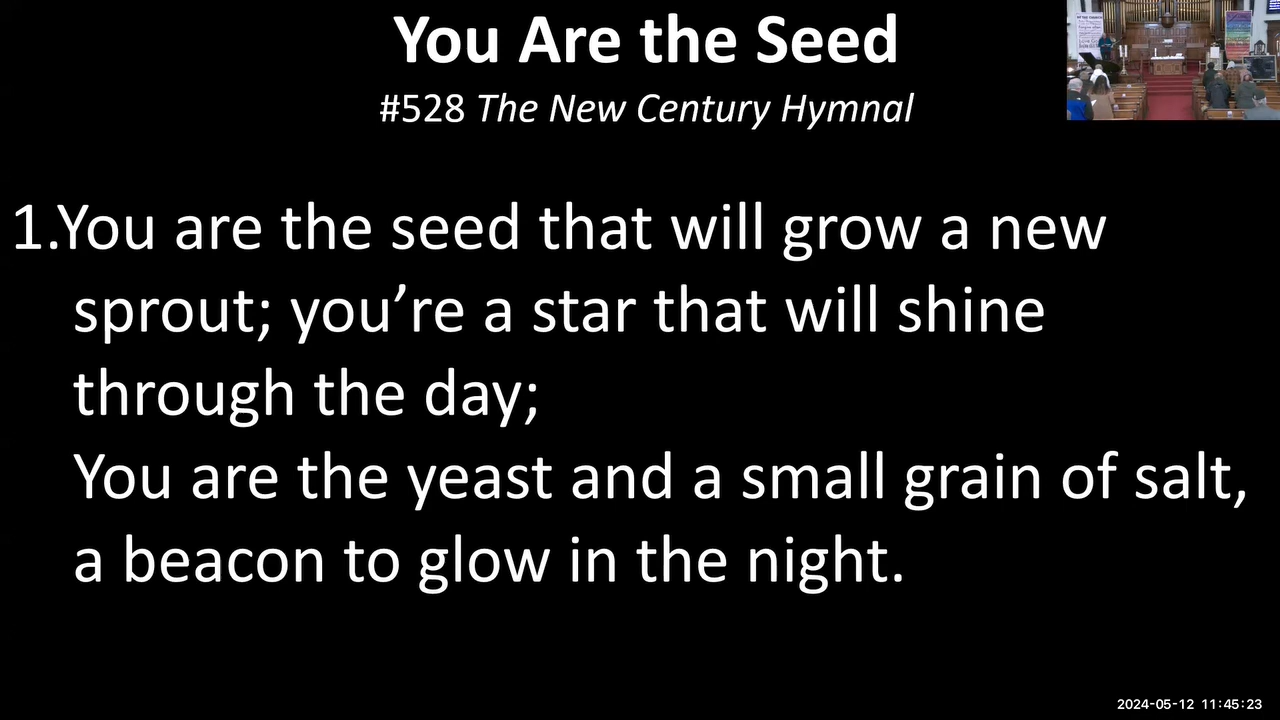 You Are the Seed
#528 The New Century Hymnal
1.You are the seed that will grow a new
sprout; you’re a star that will shine
through the day;
You are the yeast and a small grain of salt,
a beacon to glow in the night.
2024-05-12 11:45:23